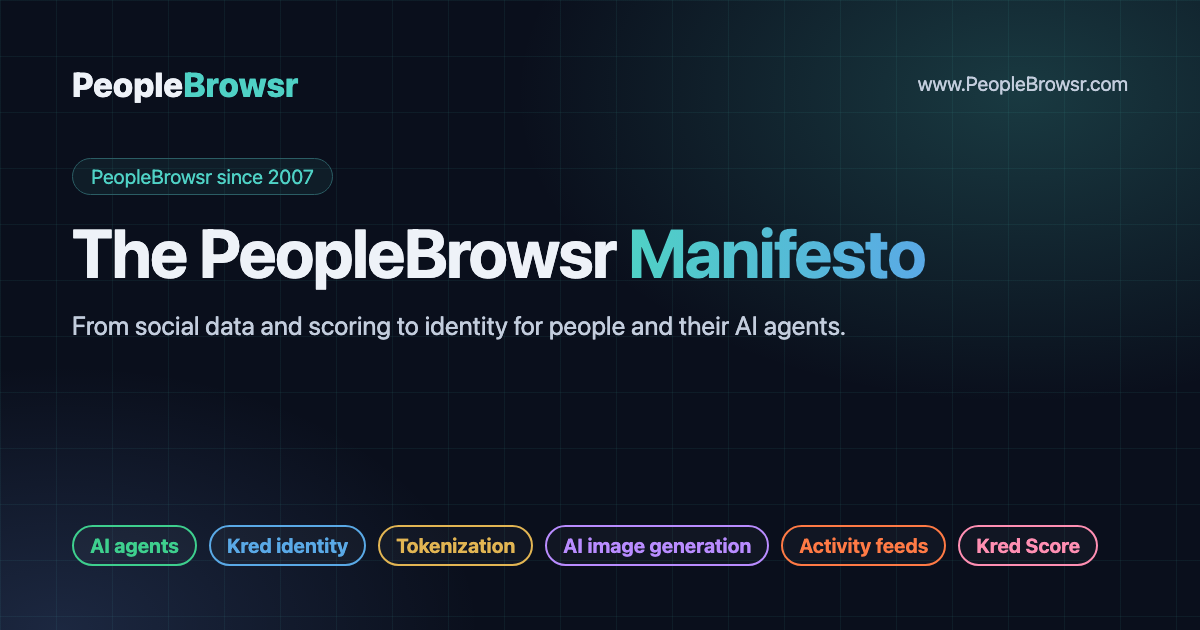 PeopleBrowsr
www.PeopleBrowsr.com
PeopleBrowsr since 2007
The PeopleBrowsr Manifesto
From social data and scoring to identity for people and their AI agents.
AI agents
Kred identity
Tokenization
AI image generation
Activity feeds
Kred Score